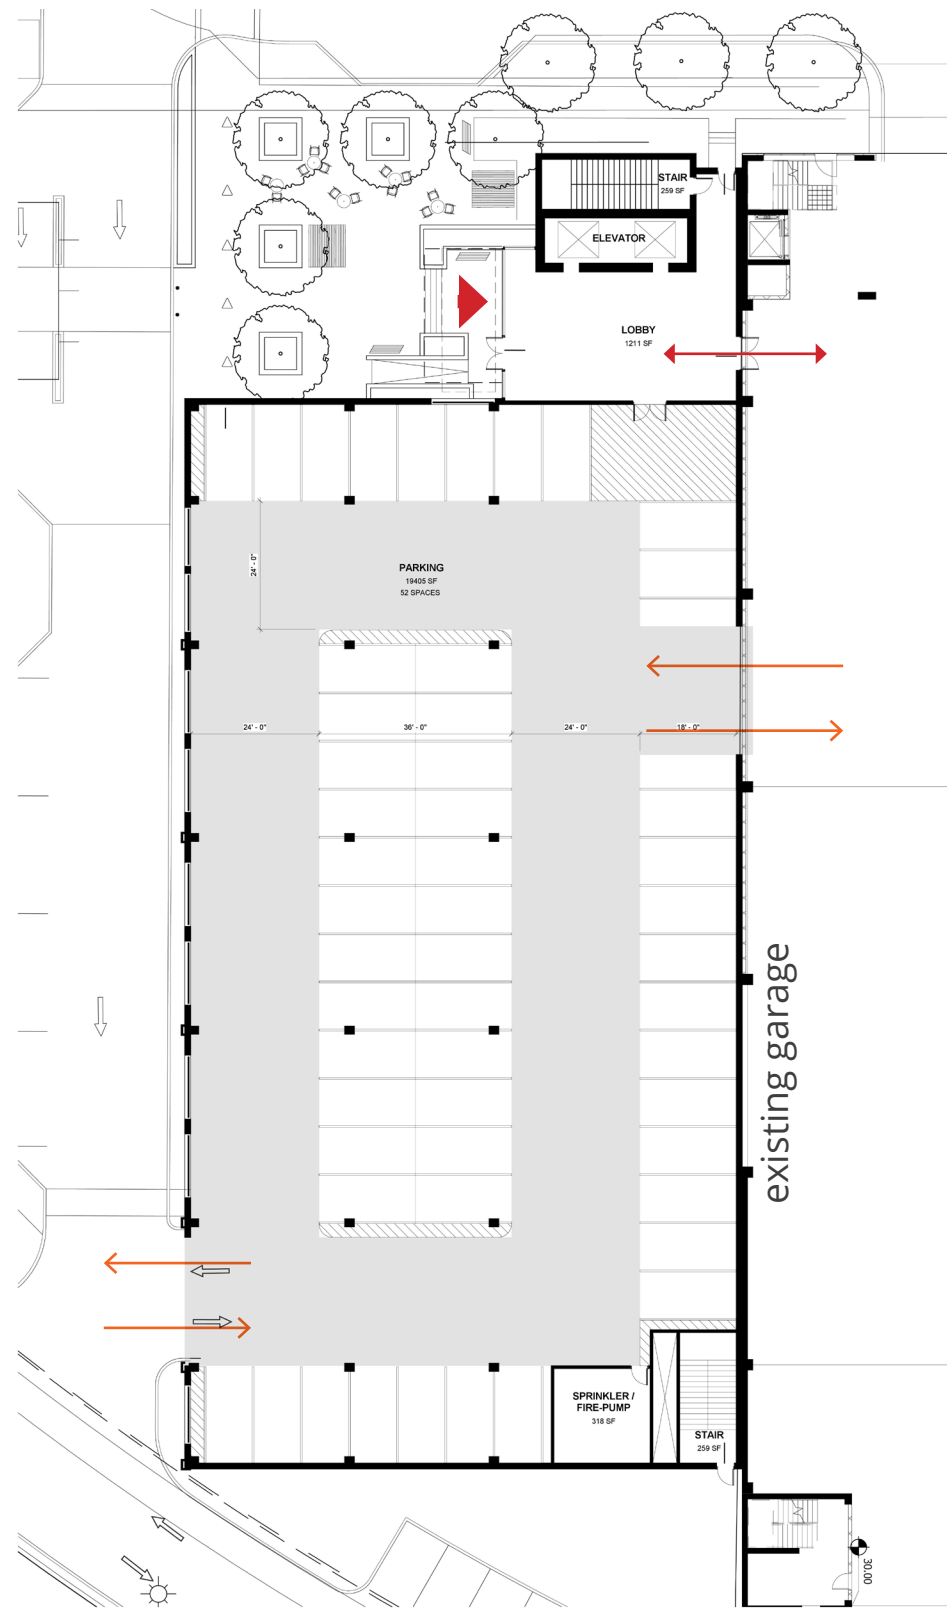 STAIR
259 SF
ELEVATOR
LOBBY
1211 SF
24' - 0"
PARKING
19405 SF
52 SPACES
24' - 0"
36' - 0"
24' - 0"
18' - 0"
existing garage
SPRINKLER /
FIRE-PUMP
318 SF
STAIR
259 SF
30.00